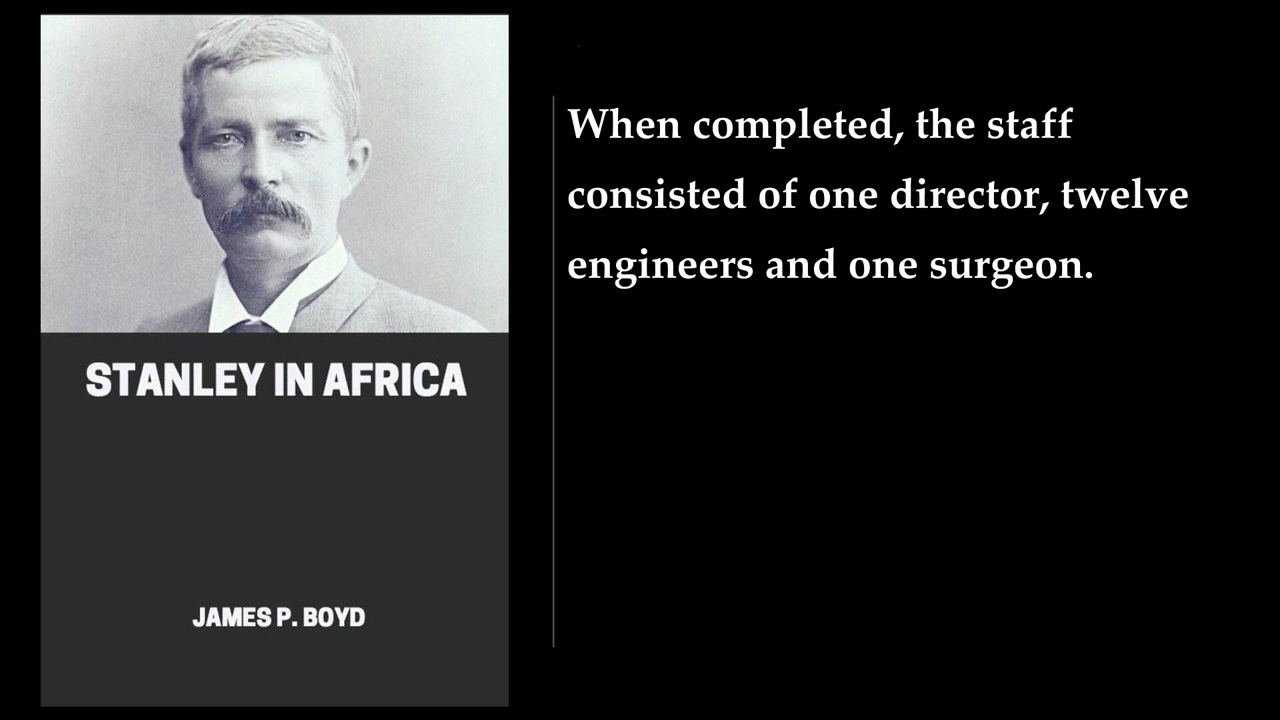 STANLEY IN AFRICA
JAMES P. BOYD
When completed, the staff
consisted of one director, twelve
engineers and one surgeon.